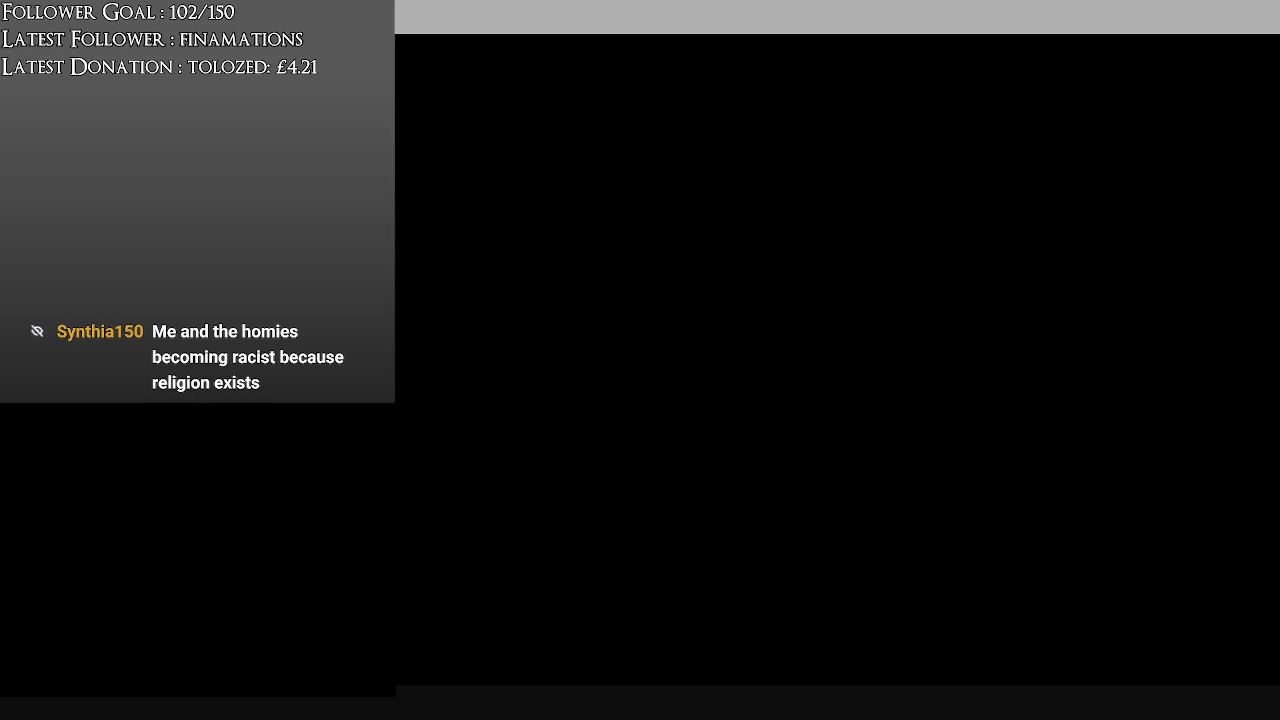 Follower Goal : 102/150
Latest Follower : finamations
Latest Donation : tolozed: £4.21
Synthia150 Me and the homies
becoming racist because
religion exists